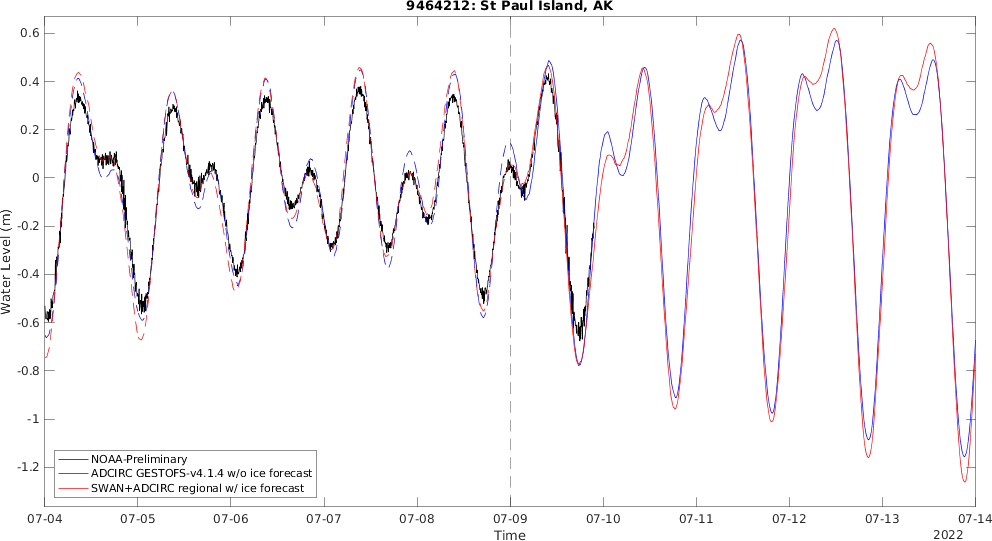 9464212: St Paul Island, AK
0.6
0.4
0.2
0
-0.2
-0.4
-0.6
-0.8
-1
-1.2
Water Level (m)
NOAA-Preliminary
ADCIRC GESTOFS-v4.1.4 w/o ice forecast
SWAN+ADCIRC regional w/ ice forecast
07-04 07-05 07-06 07-07 07-08 07-09 07-10 07-11 07-12 07-13 07-14
Time
2022